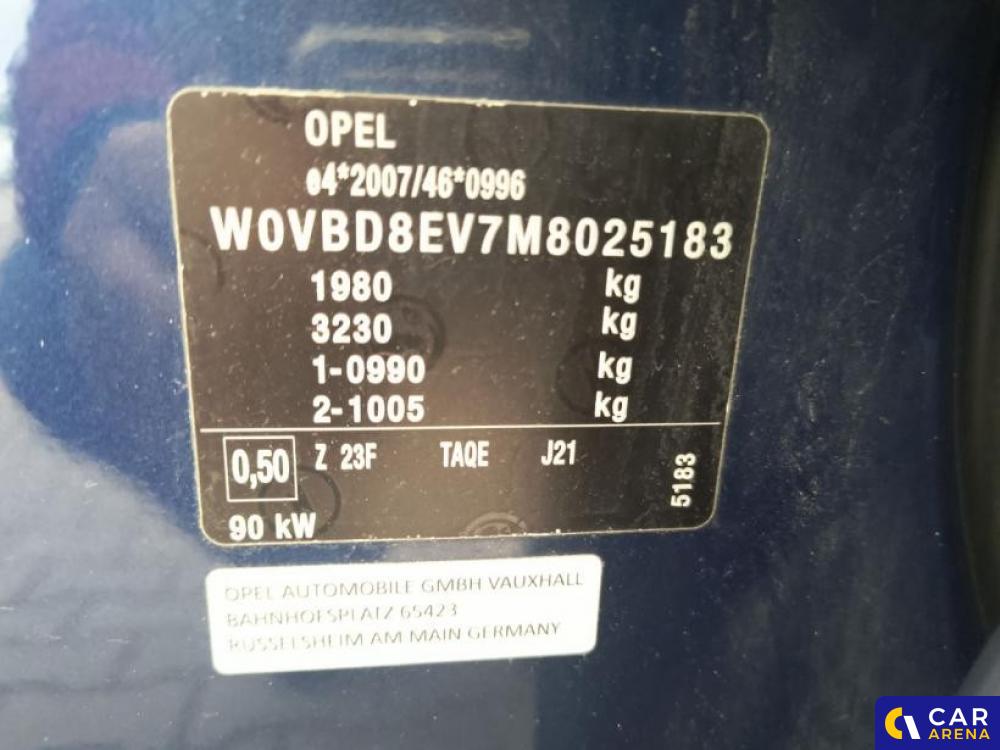 OPEL
e4*2007/46*0996
W0VBD8EV7M8025183
1980 kg
3230 kg
1-0990 kg
2-1005 kg
0,50 Z 23F TAQE J21
5183
90 kW
OPEL AUTOMOBILE GMBH VAUXHALL
BAHNHOFSPLATZ 65423
RUSSELSHEIM AM MAIN GERMANY
CAR
ARENA